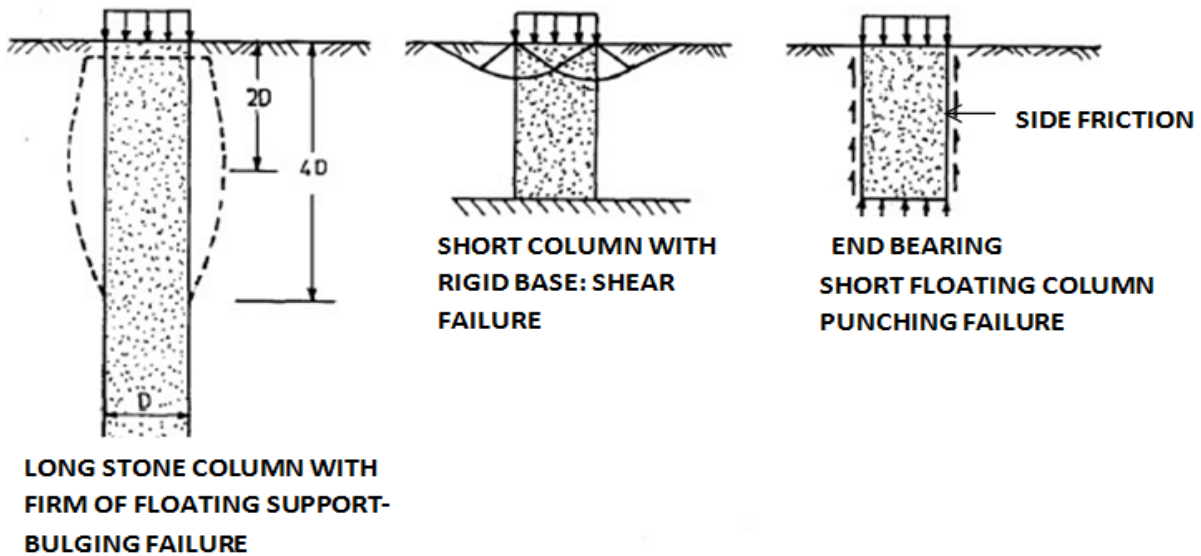 2D
4D
D
LONG STONE COLUMN WITH
FIRM OF FLOATING SUPPORT-
BULGING FAILURE
SHORT COLUMN WITH
RIGID BASE: SHEAR
FAILURE
SIDE FRICTION
END BEARING
SHORT FLOATING COLUMN
PUNCHING FAILURE